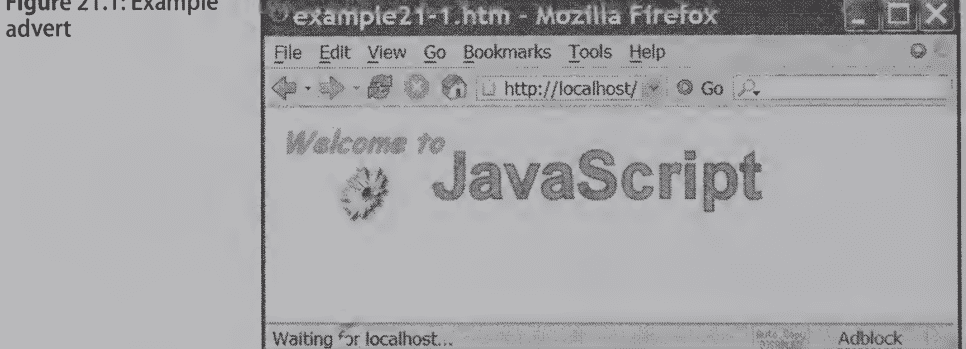 Figure 21.1: Example
advert
example21-1.htm - Mozilla Firefox
File Edit View Go Bookmarks Tools Help
http://localhost/ Go
Welcome to
JavaScript
Waiting for localhost... Adblock